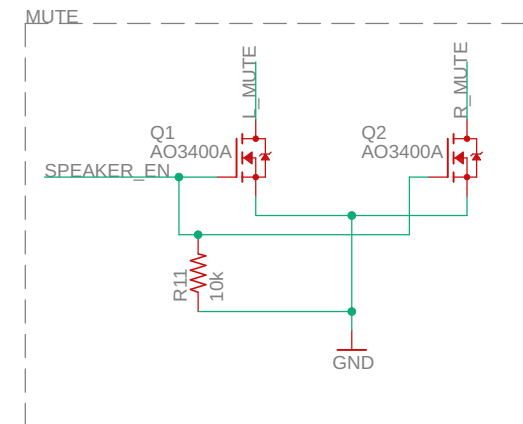 MUTE
L_MUTE
R_MUTE
Q1
AO3400A
Q2
AO3400A
SPEAKER_EN
R11
10k
GND